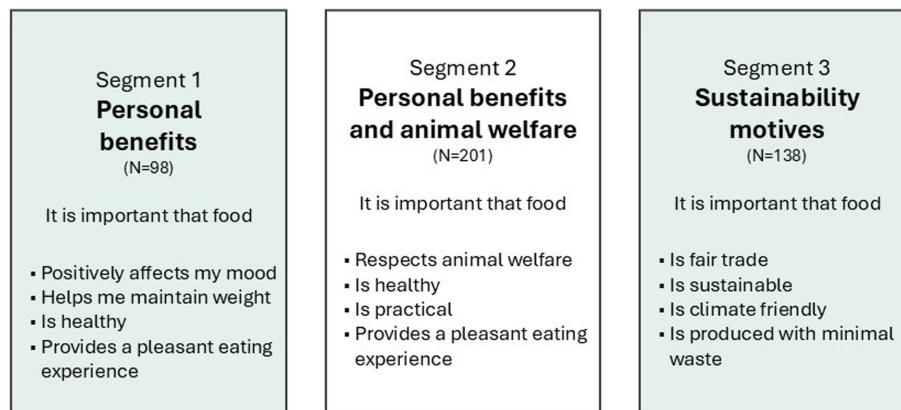 Segment 1
Personal
benefits
(N=98)
It is important that food
▪ Positively affects my mood
▪ Helps me maintain weight
▪ Is healthy
▪ Provides a pleasant eating
experience
Segment 2
Personal benefits
and animal welfare
(N=201)
It is important that food
▪ Respects animal welfare
▪ Is healthy
▪ Is practical
▪ Provides a pleasant eating
experience
Segment 3
Sustainability
motives
(N=138)
It is important that food
▪ Is fair trade
▪ Is sustainable
▪ Is climate friendly
▪ Is produced with minimal
waste